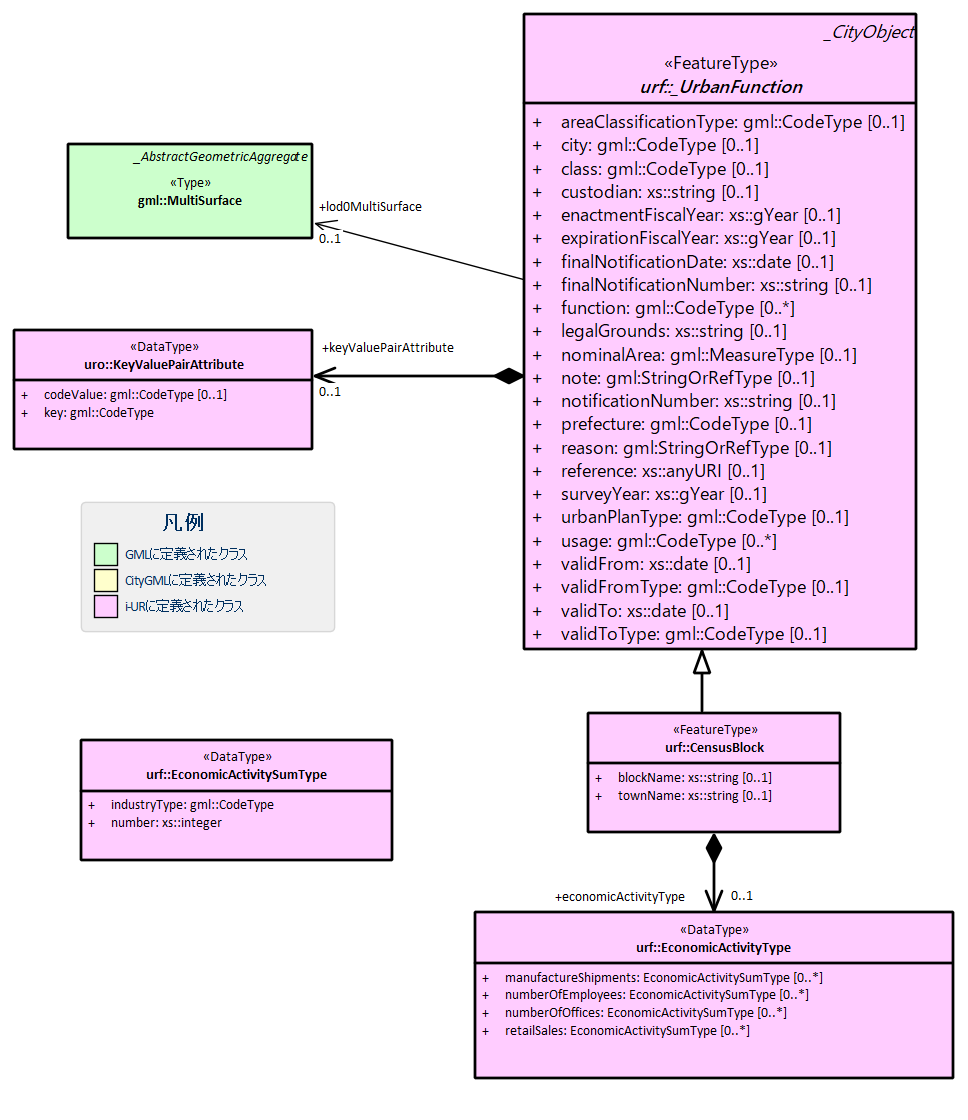 _CityObject
«FeatureType»
urf::_UrbanFunction
+ areaClassificationType: gml::CodeType [0..1]
+ city: gml::CodeType [0..1]
+ class: gml::CodeType [0..1]
+ custodian: xs::string [0..1]
+ enactmentFiscalYear: xs::gYear [0..1]
+ expirationFiscalYear: xs::gYear [0..1]
+ finalNotificationDate: xs::date [0..1]
+ finalNotificationNumber: xs::string [0..1]
+ function: gml::CodeType [0..*]
+ legalGrounds: xs::string [0..1]
+ nominalArea: gml::MeasureType [0..1]
+ note: gml:StringOrRefType [0..1]
+ notificationNumber: xs::string [0..1]
+ prefecture: gml::CodeType [0..1]
+ reason: gml:StringOrRefType [0..1]
+ reference: xs::anyURI [0..1]
+ surveyYear: xs::gYear [0..1]
+ urbanPlanType: gml::CodeType [0..1]
+ usage: gml::CodeType [0..*]
+ validFrom: xs::date [0..1]
+ validFromType: gml::CodeType [0..1]
+ validTo: xs::date [0..1]
+ validToType: gml::CodeType [0..1]
_AbstractGeometricAggregate
«Type»
gml::MultiSurface
+lod0MultiSurface
0..1
«DataType»
uro::KeyValuePairAttribute
+ codeValue: gml::CodeType [0..1]
+ key: gml::CodeType
+keyValuePairAttribute
0..1
凡例
GMLに定義されたクラス
CityGMLに定義されたクラス
i-URに定義されたクラス
«FeatureType»
urf::CensusBlock
+ blockName: xs::string [0..1]
+ townName: xs::string [0..1]
«DataType»
urf::EconomicActivitySumType
+ industryType: gml::CodeType
+ number: xs::integer
+economicActivityType
0..1
«DataType»
urf::EconomicActivityType
+ manufactureShipments: EconomicActivitySumType [0..*]
+ numberOfEmployees: EconomicActivitySumType [0..*]
+ numberOfOffices: EconomicActivitySumType [0..*]
+ retailSales: EconomicActivitySumType [0..*]